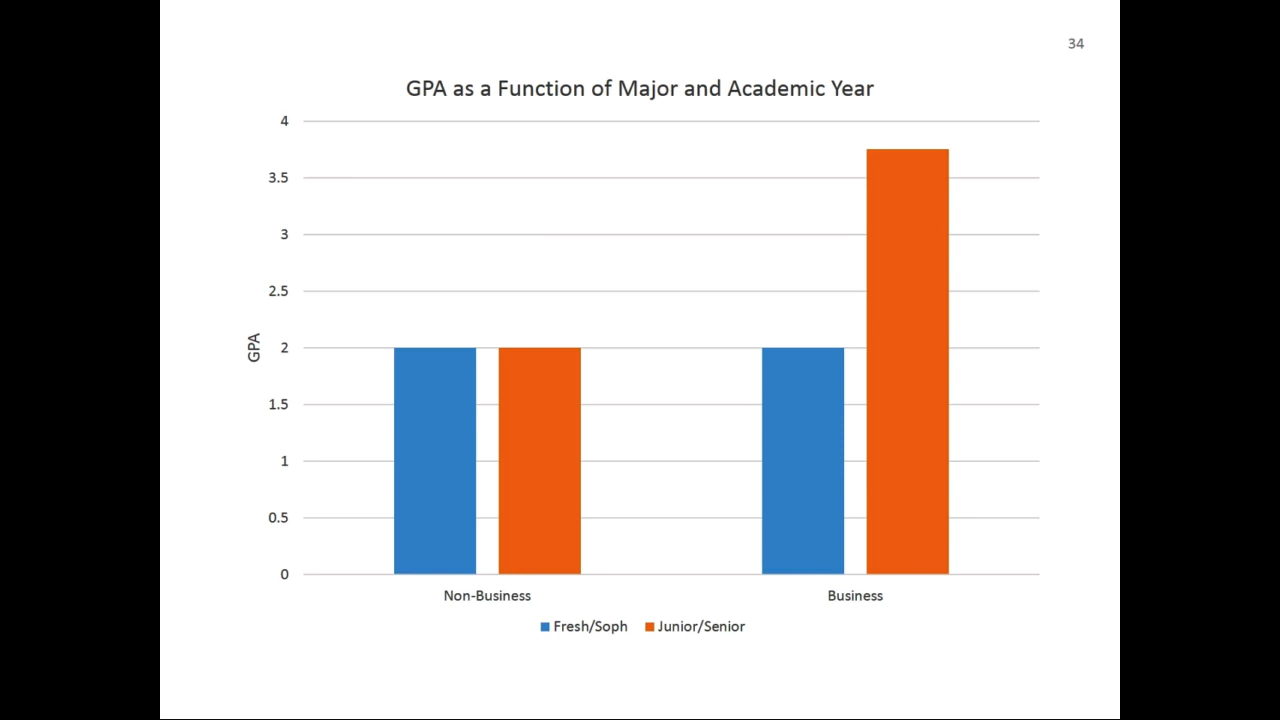 34
GPA as a Function of Major and Academic Year
4
3.5
3
2.5
2
1.5
1
0.5
0
GPA
Non-Business Business
Fresh/Soph Junior/Senior